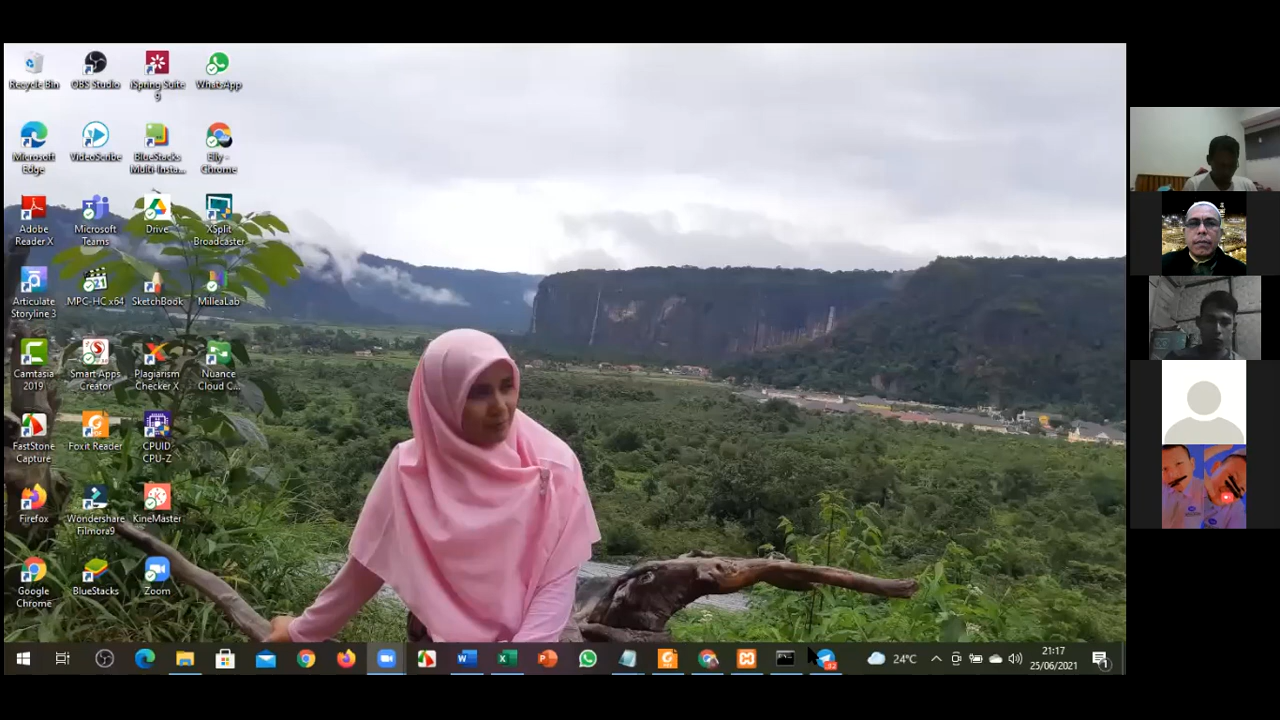 Recycle Bin
OBS Studio
iSpring Suite
9
WhatsApp
Microsoft
Edge
VideoScribe
BlueStacks
Multi-Insta...
Elly -
Chrome
Adobe
Reader X
Microsoft
Teams
Drive
XSplit
Broadcaster
Articulate
Storyline 3
MPC-HC x64
SketchBook
MilleaLab
Camtasia
2019
Smart Apps
Creator
Plagiarism
Checker X
Nuance
Cloud C...
FastStone
Capture
Foxit Reader
CPUID
CPU-Z
Firefox
Wondershare
Filmora9
KineMaster
Google
Chrome
BlueStacks
Zoom
24°C
21:17
25/06/2021
1